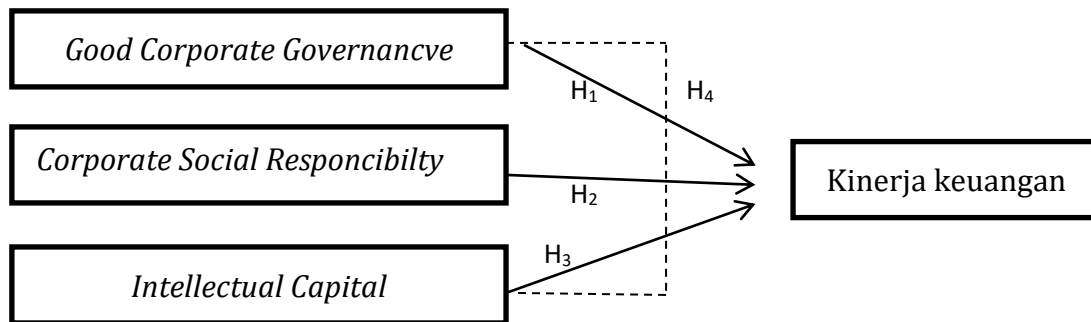 Good Corporate Governancve
H₁
H₄
Corporate Social Responcibilty
H₂
Kinerja keuangan
H₃
Intellectual Capital